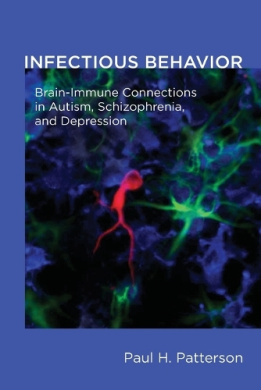 INFECTIOUS BEHAVIOR
Brain-Immune Connections
in Autism, Schizophrenia,
and Depression
Paul H. Patterson